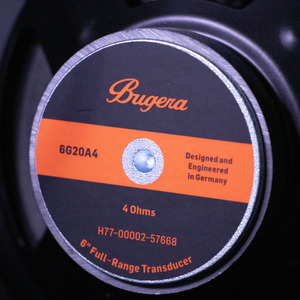 Bugera
6G20A4
Designed and
Engineered
in Germany
4 Ohms
H77-00002-57668
6" Full-Range Transducer